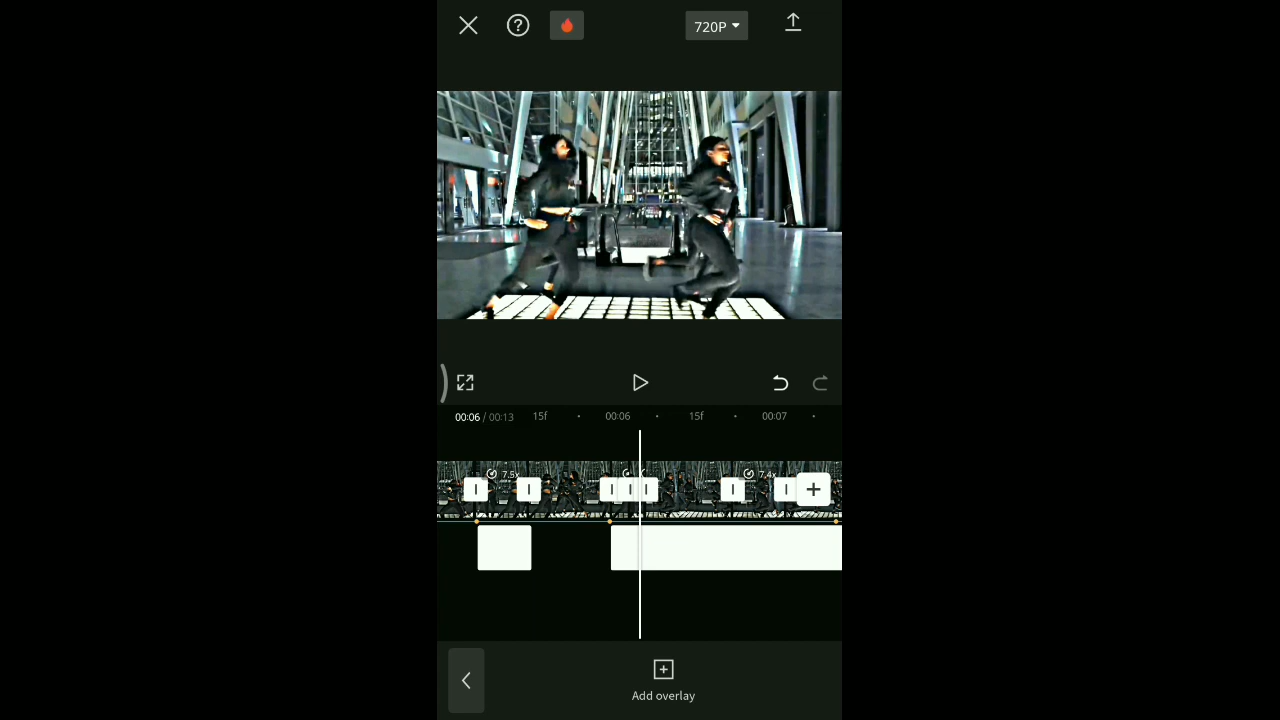 720P
00:06 / 00:13 15f 00:06 15f 00:07
7.5x 7.4x
Add overlay